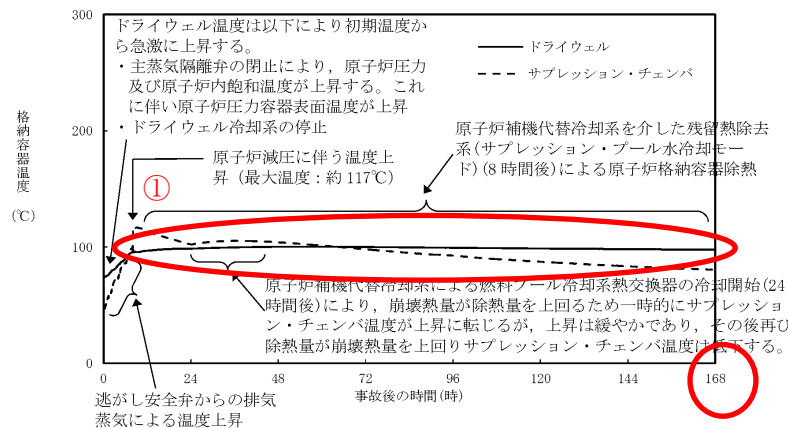 300
ドライウェル温度は以下により初期温度か
ら急激に上昇する。
・主蒸気隔離弁の閉止により，原子炉圧力
及び原子炉内飽和温度が上昇する。これ
に伴い原子炉圧力容器表面温度が上昇
・ドライウェル冷却系の停止
ドライウェル
サプレッション・チェンバ
格納容器温度
(℃)
200
原子炉減圧に伴う温度上
昇（最大温度：約 117℃）
①
原子炉補機代替冷却系を介した残留熱除去
系(サプレッション・プール水冷却モー
ド)(8 時間後)による原子炉格納容器除熱
100
原子炉補機代替冷却系による燃料プール冷却系熱交換器の冷却開始(24
時間後)により，崩壊熱量が除熱量を上回るため一時的にサプレッショ
ン・チェンバ温度が上昇に転じるが，上昇は緩やかであり，その後再び
除熱量が崩壊熱量を上回りサプレッション・チェンバ温度は低下する。
0
0 24 48 72 96 120 144 168
事故後の時間(時)
逃がし安全弁からの排気
蒸気による温度上昇